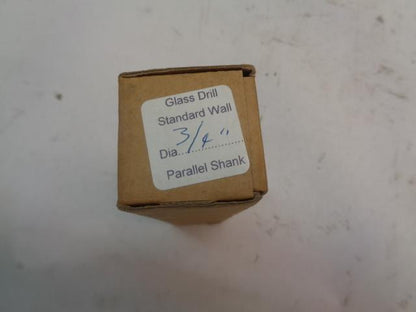 Glass Drill
Standard Wall
3/4"
Dia......................
Parallel Shank